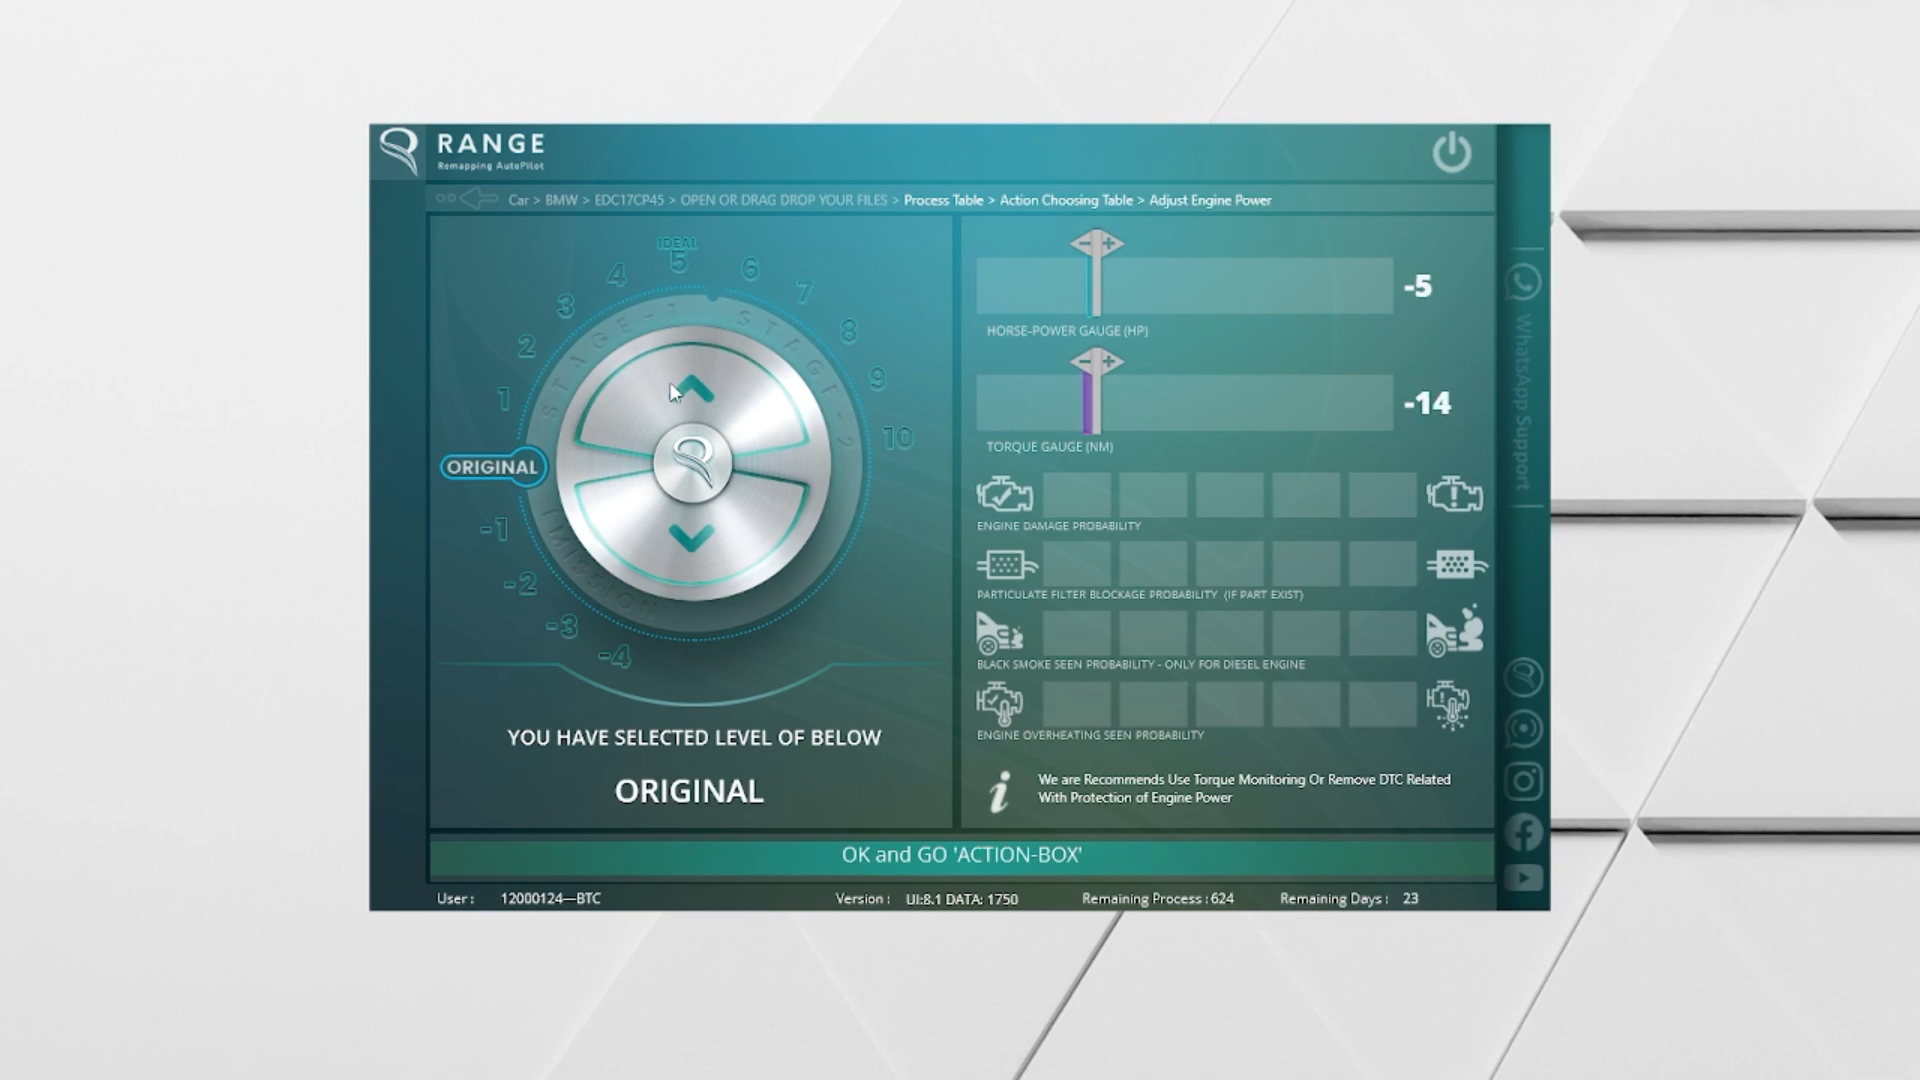 RANGE
Remapping AutoPilot
Car > BMW > EDC17CP45 > OPEN OR DRAG DROP YOUR FILES > Process Table > Action Choosing Table > Adjust Engine Power
IDEAL
5
4
6
3
7
2
8
1
9
10
ORIGINAL
-1
-2
-3
-4
STAGE-1
STAGE-2
EMISSION
YOU HAVE SELECTED LEVEL OF BELOW
ORIGINAL
- +
-5
HORSE-POWER GAUGE (HP)
- +
-14
TORQUE GAUGE (NM)
ENGINE DAMAGE PROBABILITY
PARTICULATE FILTER BLOCKAGE PROBABILITY (IF PART EXIST)
BLACK SMOKE SEEN PROBABILITY - ONLY FOR DIESEL ENGINE
ENGINE OVERHEATING SEEN PROBABILITY
We are Recommends Use Torque Monitoring Or Remove DTC Related
With Protection of Engine Power
OK and GO 'ACTION-BOX'
User : 12000124—BTC
Version : UI:8.1 DATA: 1750
Remaining Process : 624
Remaining Days : 23
WhatsApp Support